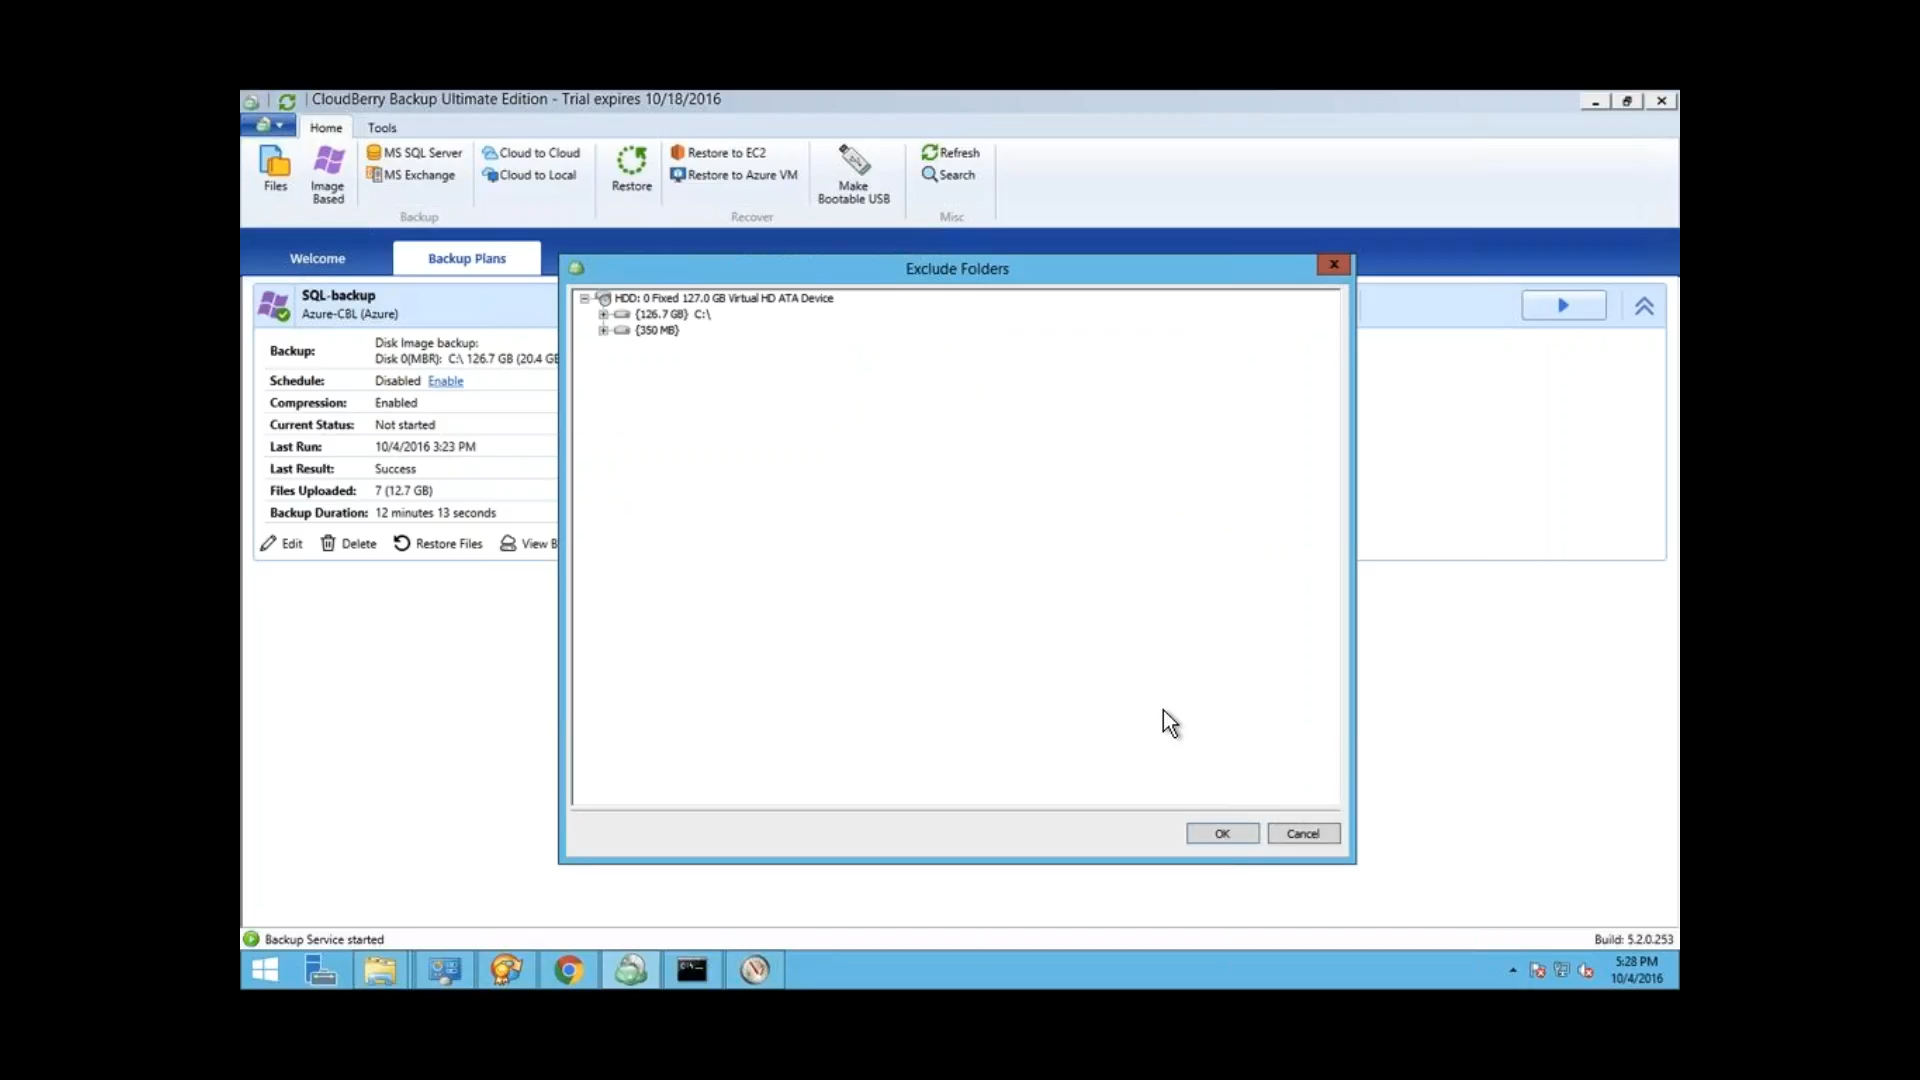 CloudBerry Backup Ultimate Edition - Trial expires 10/18/2016
Home
Tools
Files
Image
Based
MS SQL Server
MS Exchange
Backup
Cloud to Cloud
Cloud to Local
Restore
Restore to EC2
Restore to Azure VM
Recover
Make
Bootable USB
Refresh
Search
Misc
Welcome
Backup Plans
SQL-backup
Azure-CBL (Azure)
Backup:
Disk Image backup:
Disk 0(MBR): C:\ 126.7 GB (20.4 GB
Schedule:
Disabled Enable
Compression:
Enabled
Current Status:
Not started
Last Run:
10/4/2016 3:23 PM
Last Result:
Success
Files Uploaded:
7 (12.7 GB)
Backup Duration:
12 minutes 13 seconds
Edit
Delete
Restore Files
View B
Exclude Folders
HDD: 0 Fixed 127.0 GB Virtual HD ATA Device
{126.7 GB} C:\
{350 MB}
OK
Cancel
Backup Service started
Build: 5.2.0.253
5:28 PM
10/4/2016